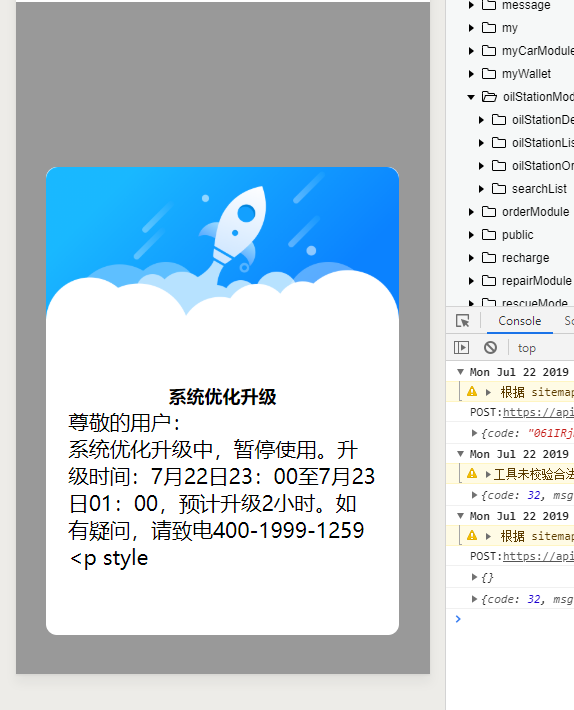 系统优化升级
尊敬的用户：
系统优化升级中，暂停使用。升
级时间：7月22日23：00至7月23
日01：00，预计升级2小时。如
有疑问，请致电400-1999-1259
<p style
message
my
myCarModule
myWallet
oilStationMod
oilStationDe
oilStationLis
oilStationOr
searchList
orderModule
public
recharge
repairModule
rescueMode
Console
So
top
Mon Jul 22 2019
根据 sitemap
POST:https://api
{code: "061IRj
Mon Jul 22 2019
工具未校验合法
{code: 32, msg
Mon Jul 22 2019
根据 sitemap
POST:https://api
{}
{code: 32, msg